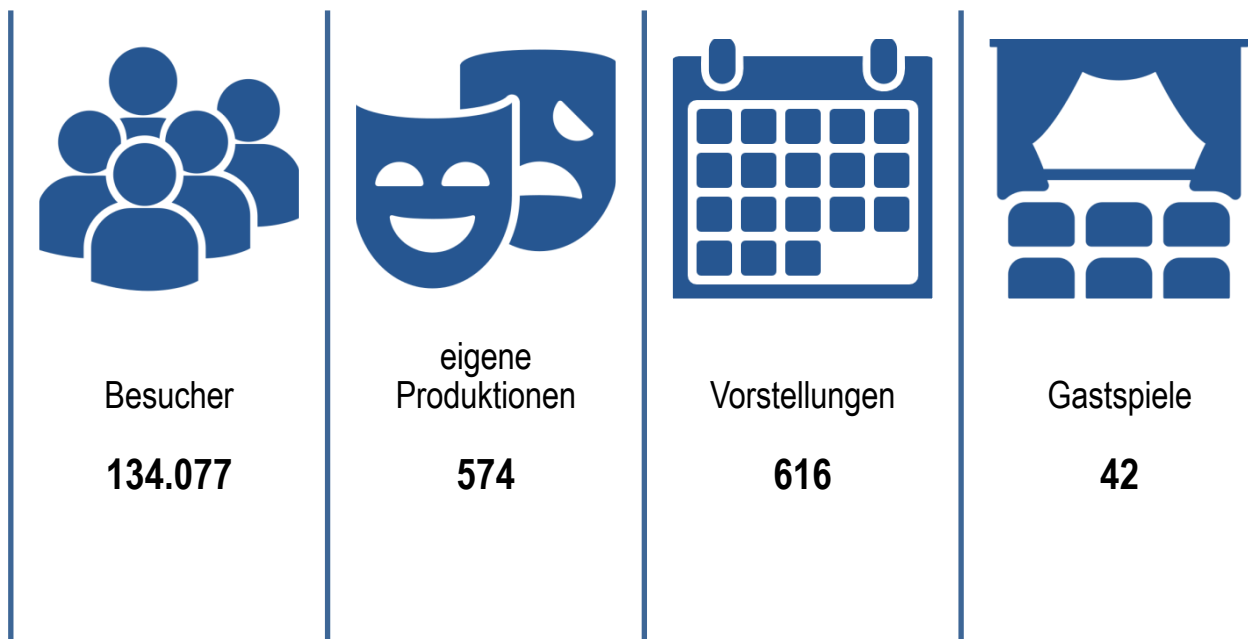 Besucher
134.077
eigene
Produktionen
574
Vorstellungen
616
Gastspiele
42